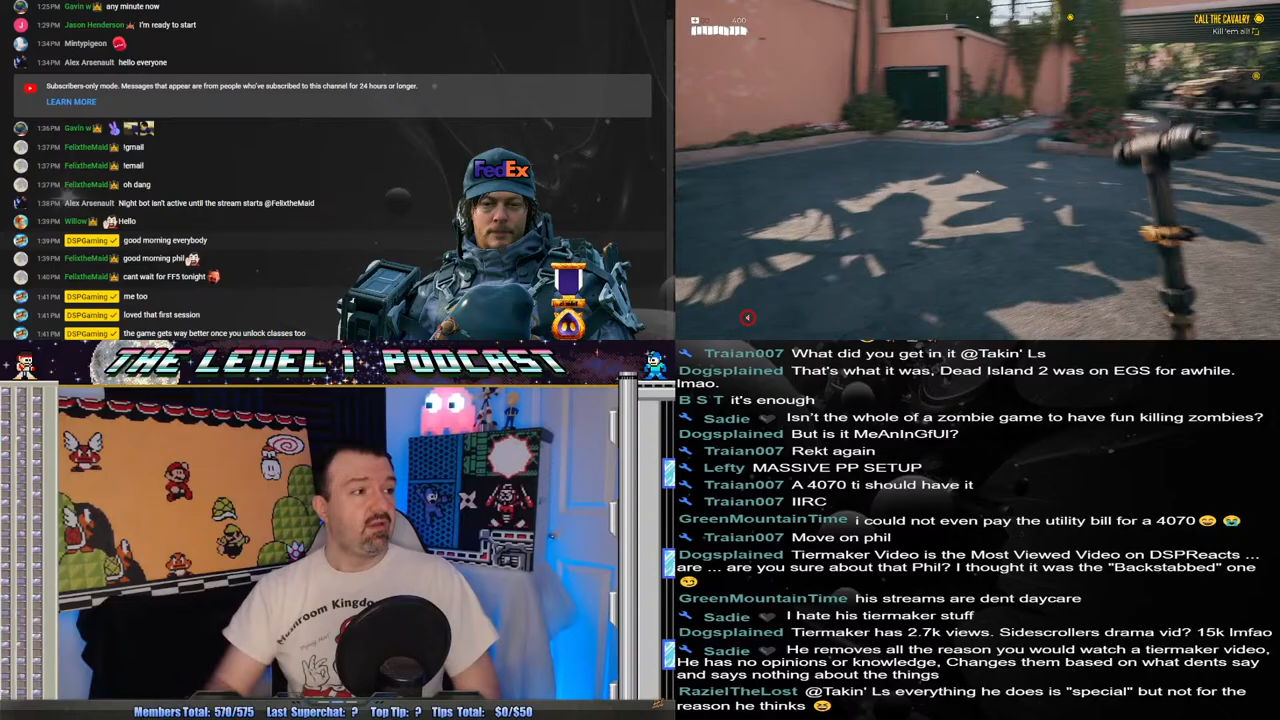 1:25PM Gavin w any minute now
1:29PM Jason Henderson I'm ready to start
1:34PM Mintypigeon
1:34PM Alex Arsenault hello everyone
Subscribers-only mode. Messages that appear are from people who've subscribed to this channel for 24 hours or longer.
LEARN MORE
1:36PM Gavin w
1:37PM FelixtheMaid !gmail
1:37PM FelixtheMaid !email
1:37PM FelixtheMaid oh dang
1:38PM Alex Arsenault Night bot isn't active until the stream starts @FelixtheMaid
1:39PM Willow Hello
1:39PM DSPGaming good morning everybody
1:39PM FelixtheMaid good morning phil
1:40PM FelixtheMaid cant wait for FF5 tonight
1:41PM DSPGaming me too
1:41PM DSPGaming loved that first session
1:41PM DSPGaming the game gets way better once you unlock classes too
FedEx
400
CALL THE CAVALRY
Kill 'em all!
THE LEVEL 1 PODCAST
Mushroom Kingdom
Members Total: 570/575 Last Superchat: ? Top Tip: ? Tips Total: $0/$50
Traian007 What did you get in it @Takin' Ls
Dogsplained That's what it was, Dead Island 2 was on EGS for awhile.
lmao.
B S T it's enough
Sadie Isn't the whole of a zombie game to have fun killing zombies?
Dogsplained But is it MeAnInGfUl?
Traian007 Rekt again
Lefty MASSIVE PP SETUP
Traian007 A 4070 ti should have it
Traian007 IIRC
GreenMountainTime i could not even pay the utility bill for a 4070 😄 😭
Traian007 Move on phil
Dogsplained Tiermaker Video is the Most Viewed Video on DSPReacts ...
are ... are you sure about that Phil? I thought it was the "Backstabbed" one
😏
GreenMountainTime his streams are dent daycare
Sadie I hate his tiermaker stuff
Dogsplained Tiermaker has 2.7k views. Sidescrollers drama vid? 15k lmfao
Sadie He removes all the reason you would watch a tiermaker video,
He has no opinions or knowledge, Changes them based on what dents say
and says nothing about the things
RazielTheLost @Takin' Ls everything he does is "special" but not for the
reason he thinks 😆